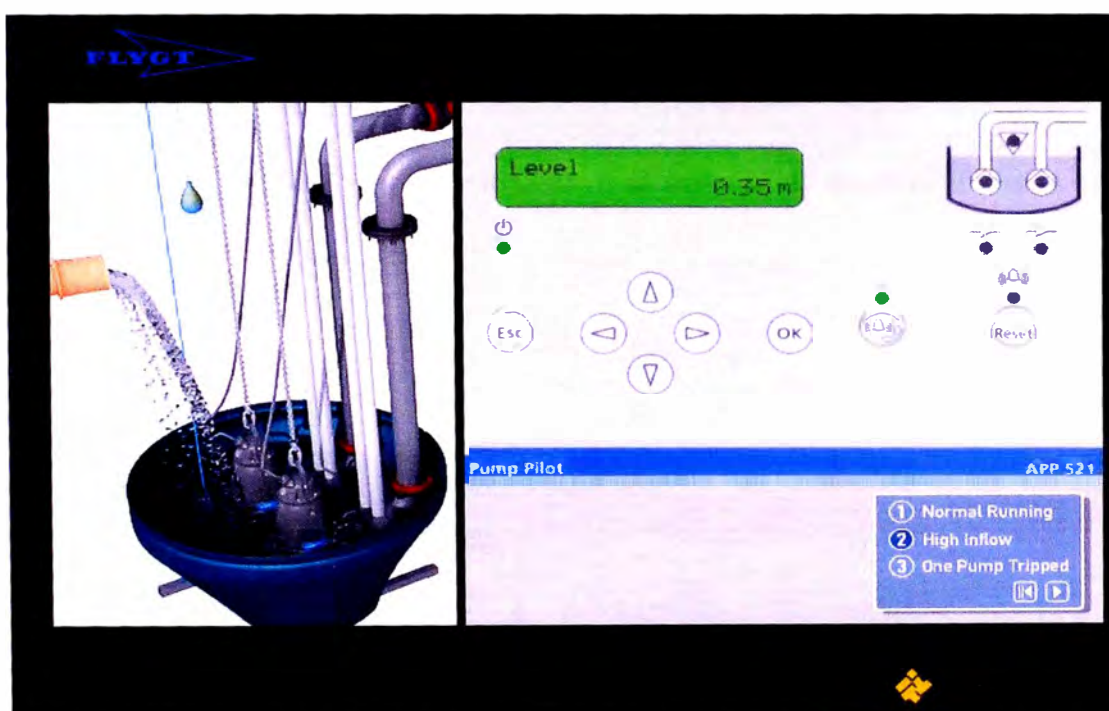 FLYGT
Level
0.35 m
Esc
OK
Reset
Pump Pilot
APP 521
1 Normal Running
2 High Inflow
3 One Pump Tripped